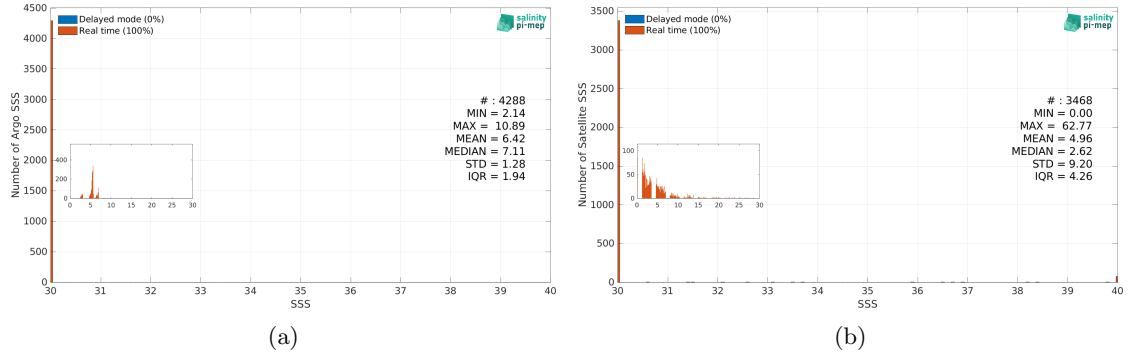 Delayed mode (0%)
Real time (100%)
salinity
pi-mep
Number of Argo SSS
4500
4000
3500
3000
2500
2000
1500
1000
500
0
# : 4288
MIN = 2.14
MAX = 10.89
MEAN = 6.42
MEDIAN = 7.11
STD = 1.28
IQR = 1.94
400
200
0
0 5 10 15 20 25 30
30 31 32 33 34 35 36 37 38 39 40
SSS
(a)
Delayed mode (0%)
Real time (100%)
salinity
pi-mep
Number of Satellite SSS
3500
3000
2500
2000
1500
1000
500
0
# : 3468
MIN = 0.00
MAX = 62.77
MEAN = 4.96
MEDIAN = 2.62
STD = 9.20
IQR = 4.26
100
50
0
0 5 10 15 20 25 30
30 31 32 33 34 35 36 37 38 39 40
SSS
(b)